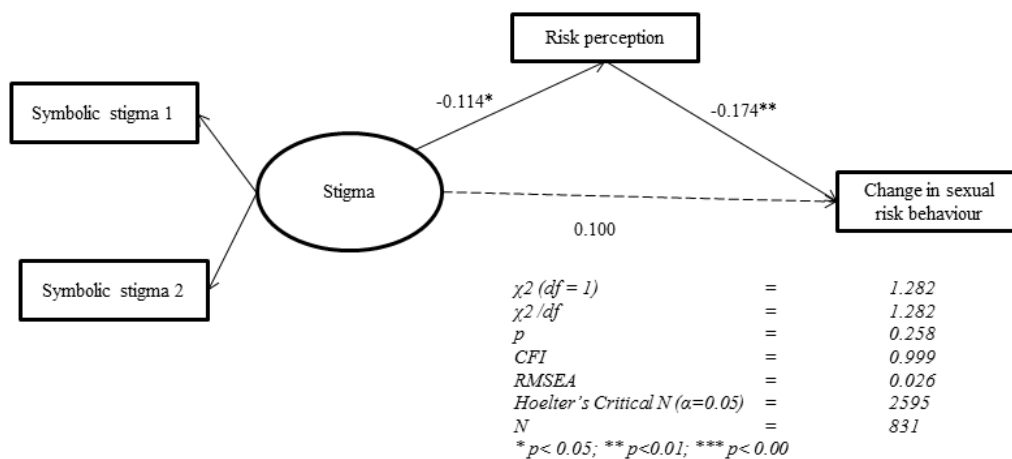 Risk perception
-0.114*
-0.174**
Symbolic stigma 1
Stigma
Change in sexual
risk behaviour
0.100
Symbolic stigma 2
χ2 (df = 1) = 1.282
χ2 /df = 1.282
p = 0.258
CFI = 0.999
RMSEA = 0.026
Hoelter's Critical N (α=0.05) = 2595
N = 831
* p< 0.05; ** p<0.01; *** p< 0.00